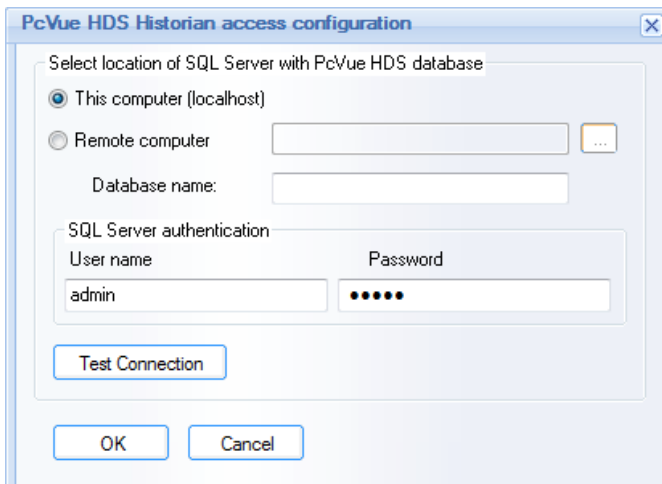 PcVue HDS Historian access configuration
Select location of SQL Server with PcVue HDS database
This computer (localhost)
Remote computer
...
Database name:
SQL Server authentication
User name Password
admin •••••
Test Connection
OK Cancel